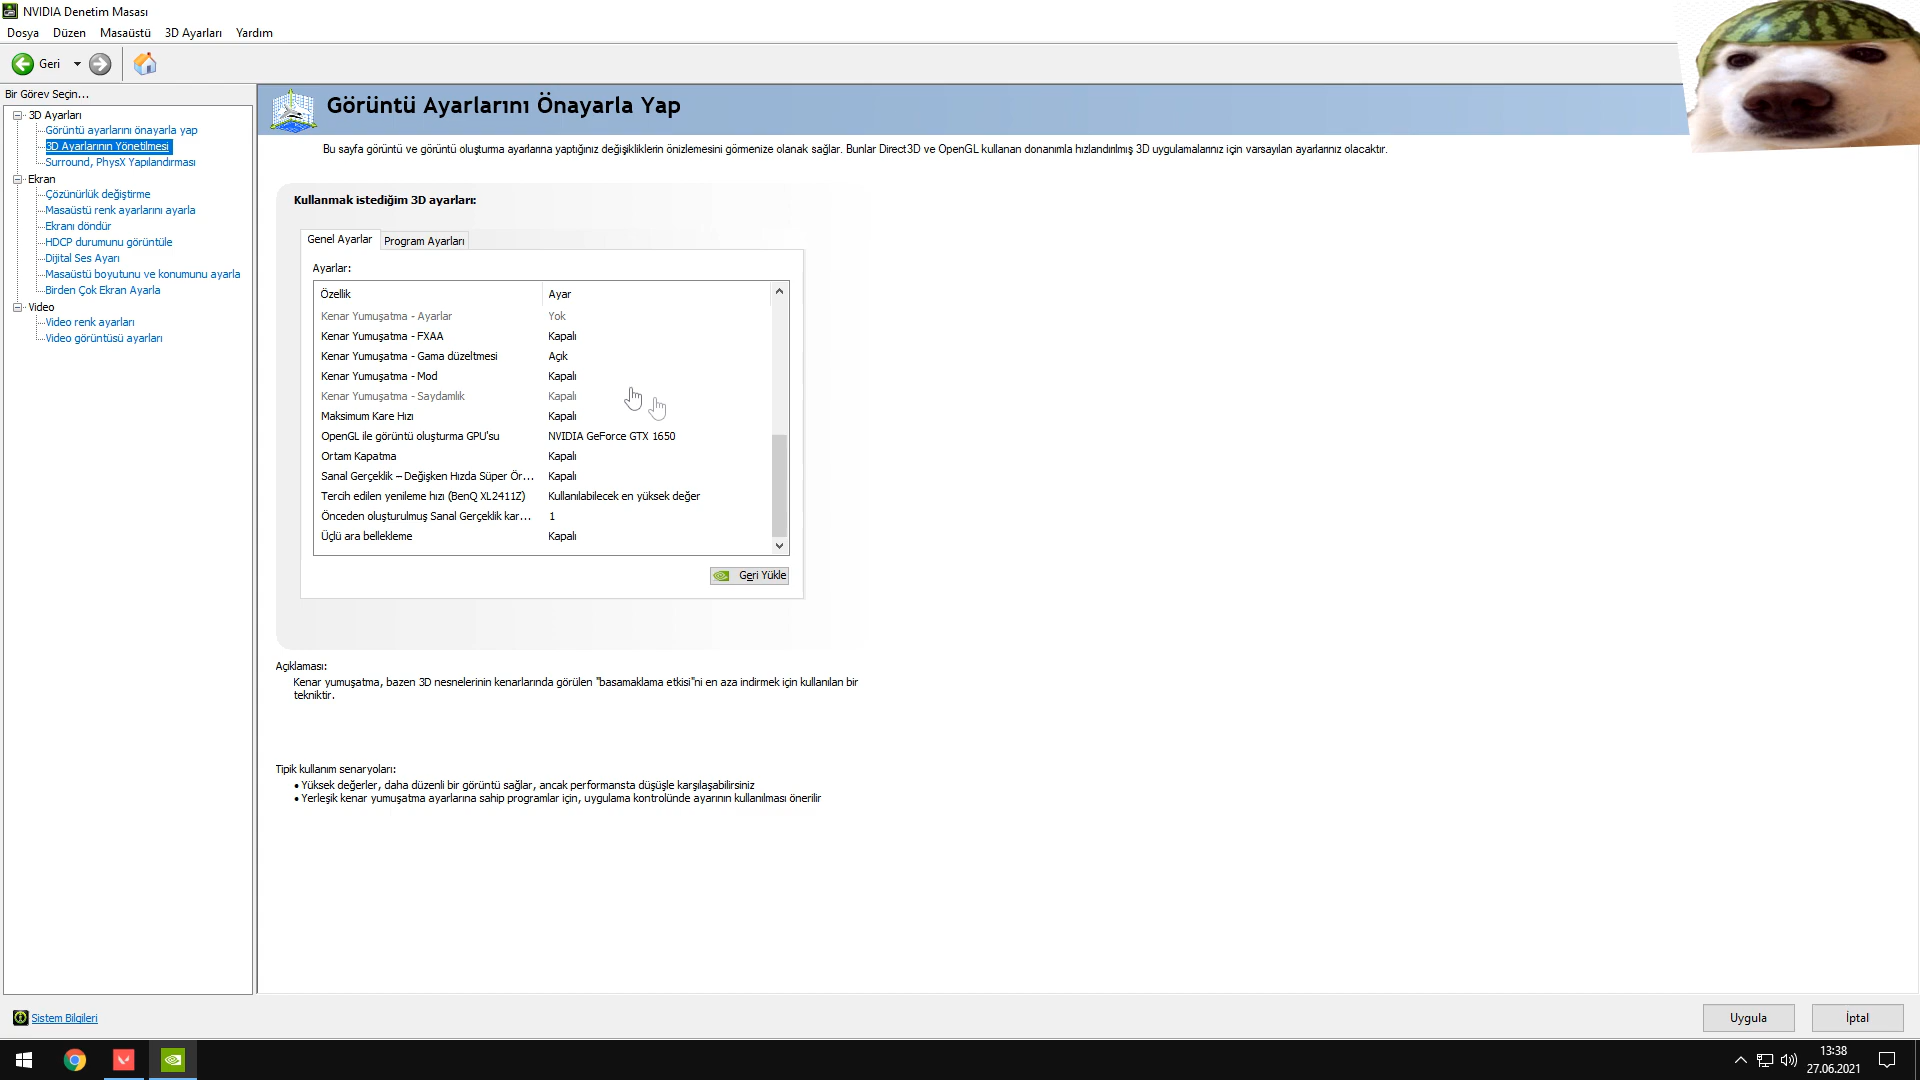 NVIDIA Denetim Masası
Dosya Düzen Masaüstü 3D Ayarları Yardım
Geri
Bir Görev Seçin...
3D Ayarları
Görüntü ayarlarını önayarla yap
3D Ayarlarının Yönetilmesi
Surround, PhysX Yapılandırması
Ekran
Çözünürlük değiştirme
Masaüstü renk ayarlarını ayarla
Ekranı döndür
HDCP durumunu görüntüle
Dijital Ses Ayarı
Masaüstü boyutunu ve konumunu ayarla
Birden Çok Ekran Ayarla
Video
Video renk ayarları
Video görüntüsü ayarları
Görüntü Ayarlarını Önayarla Yap
Bu sayfa görüntü ve görüntü oluşturma ayarlarına yaptığınız değişikliklerin önizlemesini görmenize olanak sağlar. Bunlar Direct3D ve OpenGL kullanan donanımla hızlandırılmış 3D uygulamalarınız için varsayılan ayarlarınız olacaktır.
Kullanmak istediğim 3D ayarları:
Genel Ayarlar Program Ayarları
Ayarlar:
Özellik Ayar
Kenar Yumuşatma - Ayarlar Yok
Kenar Yumuşatma - FXAA Kapalı
Kenar Yumuşatma - Gama düzeltmesi Açık
Kenar Yumuşatma - Mod Kapalı
Kenar Yumuşatma - Saydamlık Kapalı
Maksimum Kare Hızı Kapalı
OpenGL ile görüntü oluşturma GPU'su NVIDIA GeForce GTX 1650
Ortam Kapatma Kapalı
Sanal Gerçeklik – Değişken Hızda Süper Ör... Kapalı
Tercih edilen yenileme hızı (BenQ XL2411Z) Kullanılabilecek en yüksek değer
Önceden oluşturulmuş Sanal Gerçeklik kar... 1
Üçlü ara bellekleme Kapalı
Geri Yükle
Açıklaması:
Kenar yumuşatma, bazen 3D nesnelerinin kenarlarında görülen "basamaklama etkisi"ni en aza indirmek için kullanılan bir
tekniktir.
Tipik kullanım senaryoları:
• Yüksek değerler, daha düzenli bir görüntü sağlar, ancak performansta düşüşle karşılaşabilirsiniz
• Yerleşik kenar yumuşatma ayarlarına sahip programlar için, uygulama kontrolünde ayarının kullanılması önerilir
Sistem Bilgileri
Uygula İptal
13:38
27.06.2021